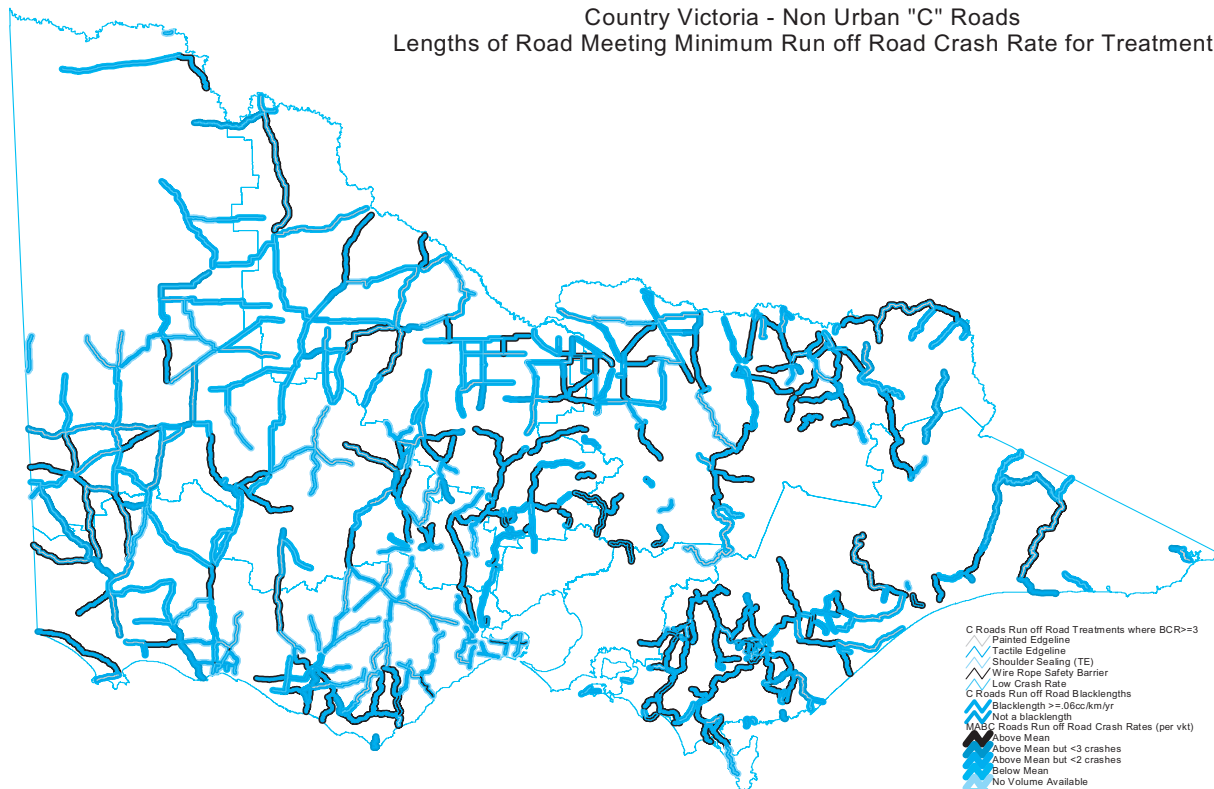 Country Victoria - Non Urban "C" Roads
Lengths of Road Meeting Minimum Run off Road Crash Rate for Treatment
C Roads Run off Road Treatments where BCR>=3
Painted Edgeline
Tactile Edgeline
Shoulder Sealing (TE)
Wire Rope Safety Barrier
Low Crash Rate
C Roads Run off Road Blacklengths
Blacklength >=.06cc/km/yr
Not a blacklength
MABC Roads Run off Road Crash Rates (per vkt)
Above Mean
Above Mean but <3 crashes
Above Mean but <2 crashes
Below Mean
No Volume Available